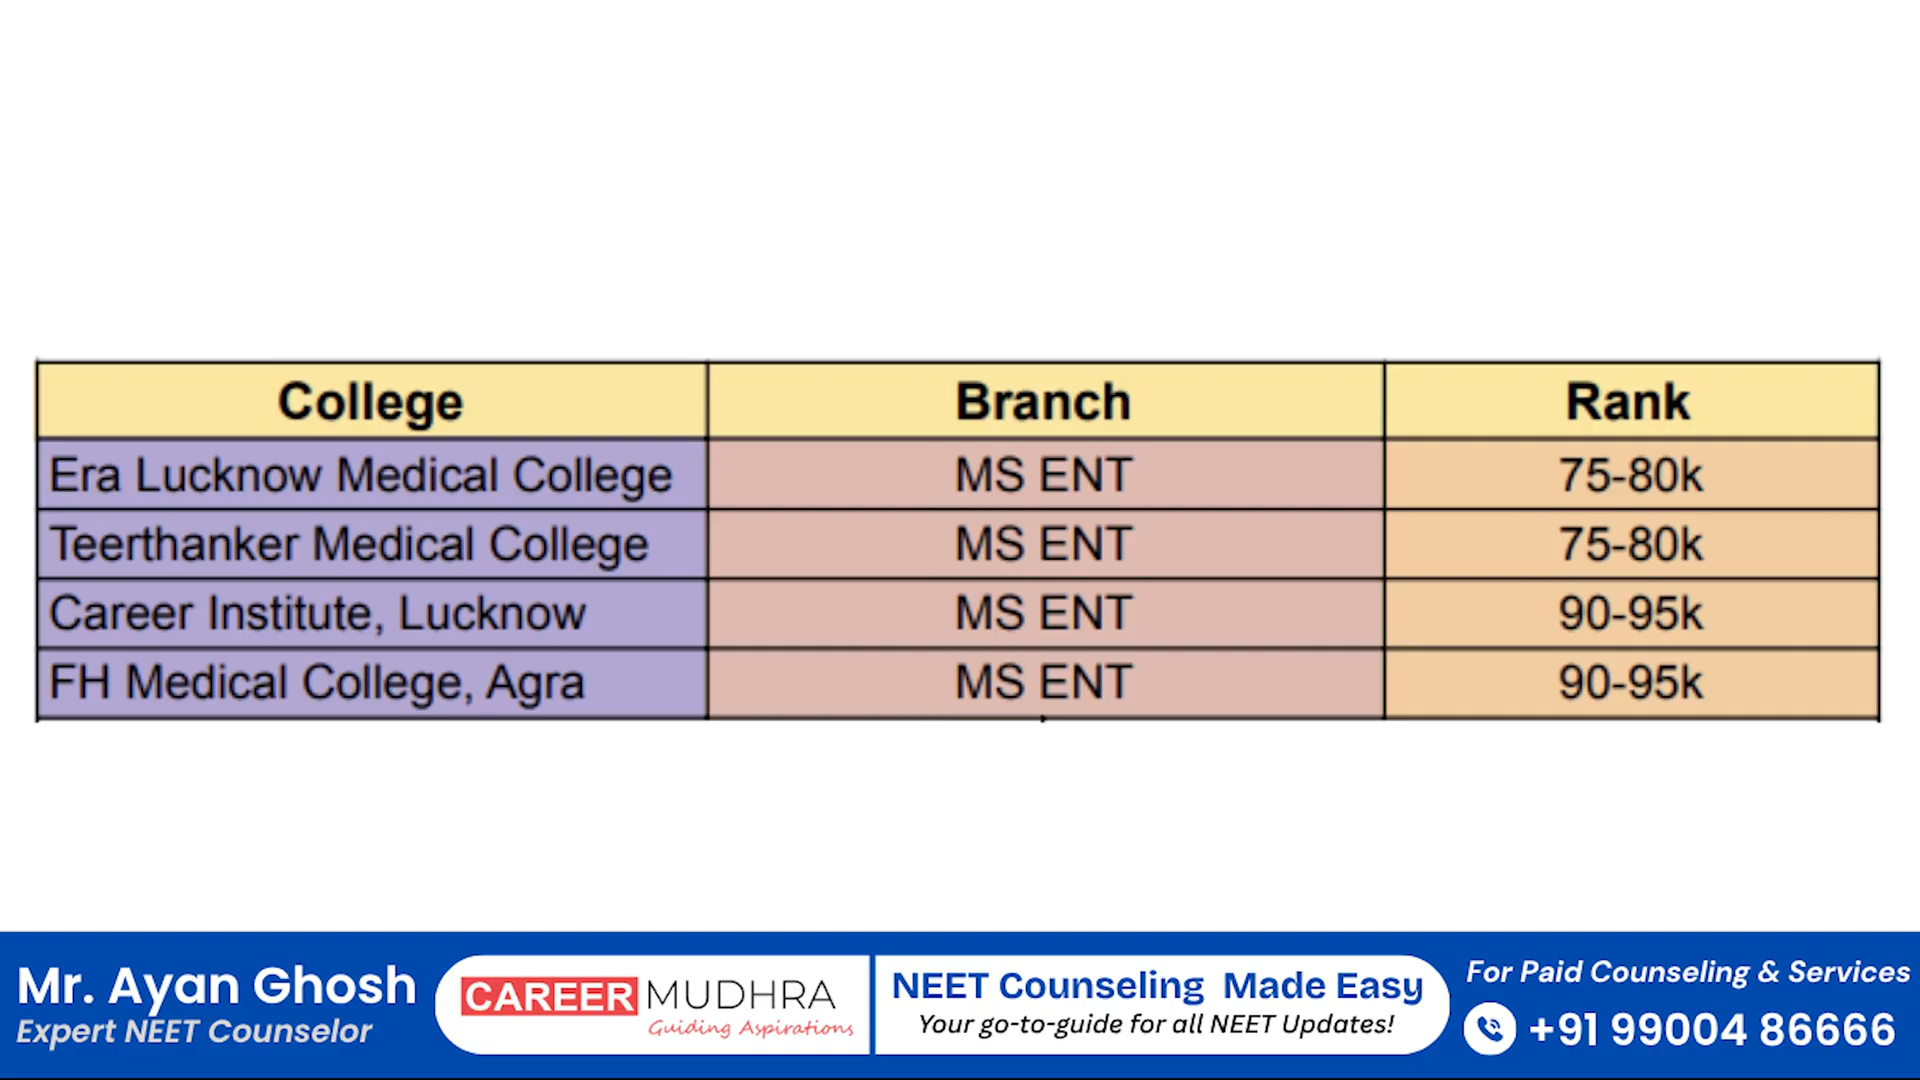 College Branch Rank
Era Lucknow Medical College MS ENT 75-80k
Teerthanker Medical College MS ENT 75-80k
Career Institute, Lucknow MS ENT 90-95k
FH Medical College, Agra MS ENT 90-95k
Mr. Ayan Ghosh
Expert NEET Counselor
CAREER MUDHRA
Guiding Aspirations
NEET Counseling Made Easy
Your go-to-guide for all NEET Updates!
For Paid Counseling & Services
+91 99004 86666